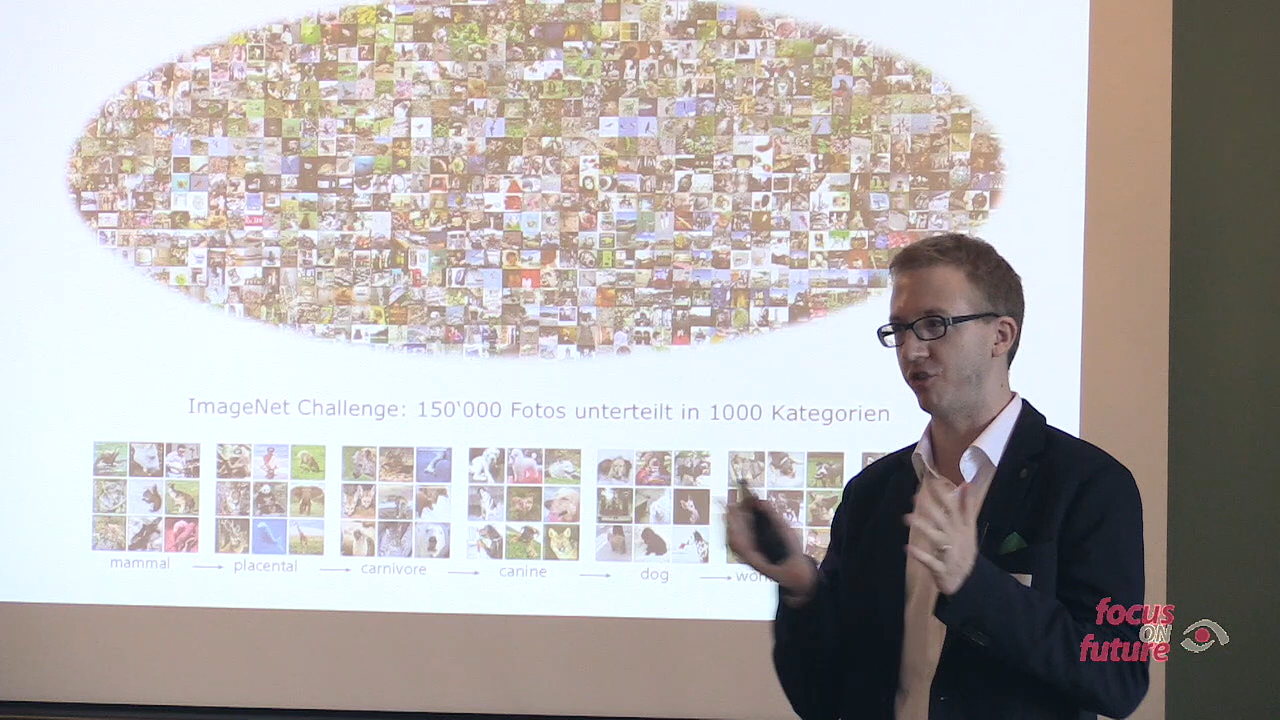 ImageNet Challenge: 150'000 Fotos unterteilt in 1000 Kategorien
mammal → placental → carnivore → canine → dog →
focus
ON
future